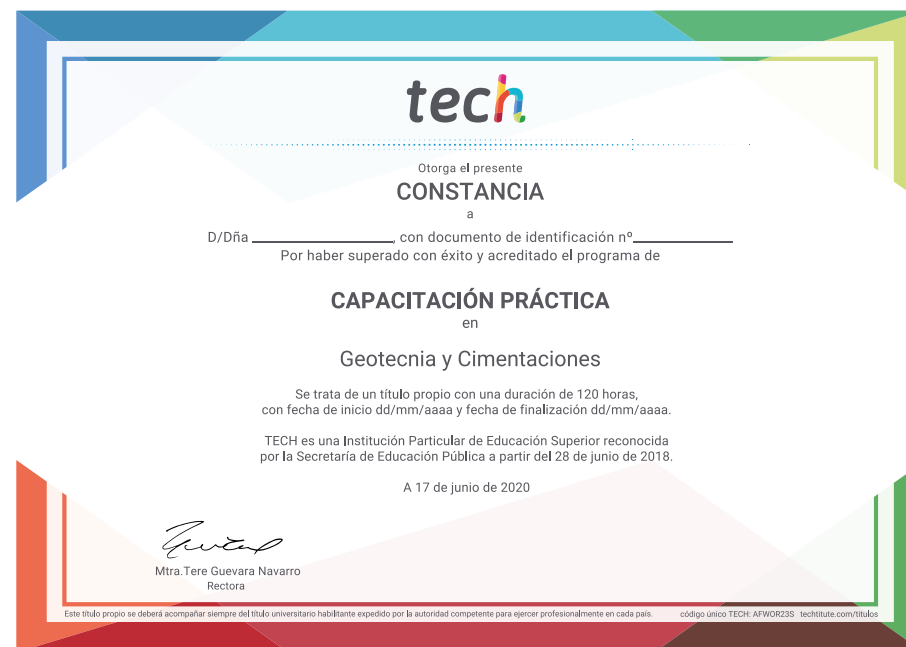 tech
Otorga el presente
CONSTANCIA
a
D/Dña ____________________, con documento de identificación nº______________
Por haber superado con éxito y acreditado el programa de
CAPACITACIÓN PRÁCTICA
en
Geotecnia y Cimentaciones
Se trata de un título propio con una duración de 120 horas,
con fecha de inicio dd/mm/aaaa y fecha de finalización dd/mm/aaaa.
TECH es una Institución Particular de Educación Superior reconocida
por la Secretaría de Educación Pública a partir del 28 de junio de 2018.
A 17 de junio de 2020
Mtra.Tere Guevara Navarro
Rectora
Este título propio se deberá acompañar siempre del título universitario habilitante expedido por la autoridad competente para ejercer profesionalmente en cada país. código único TECH: AFWOR23S techtitute.com/titulos